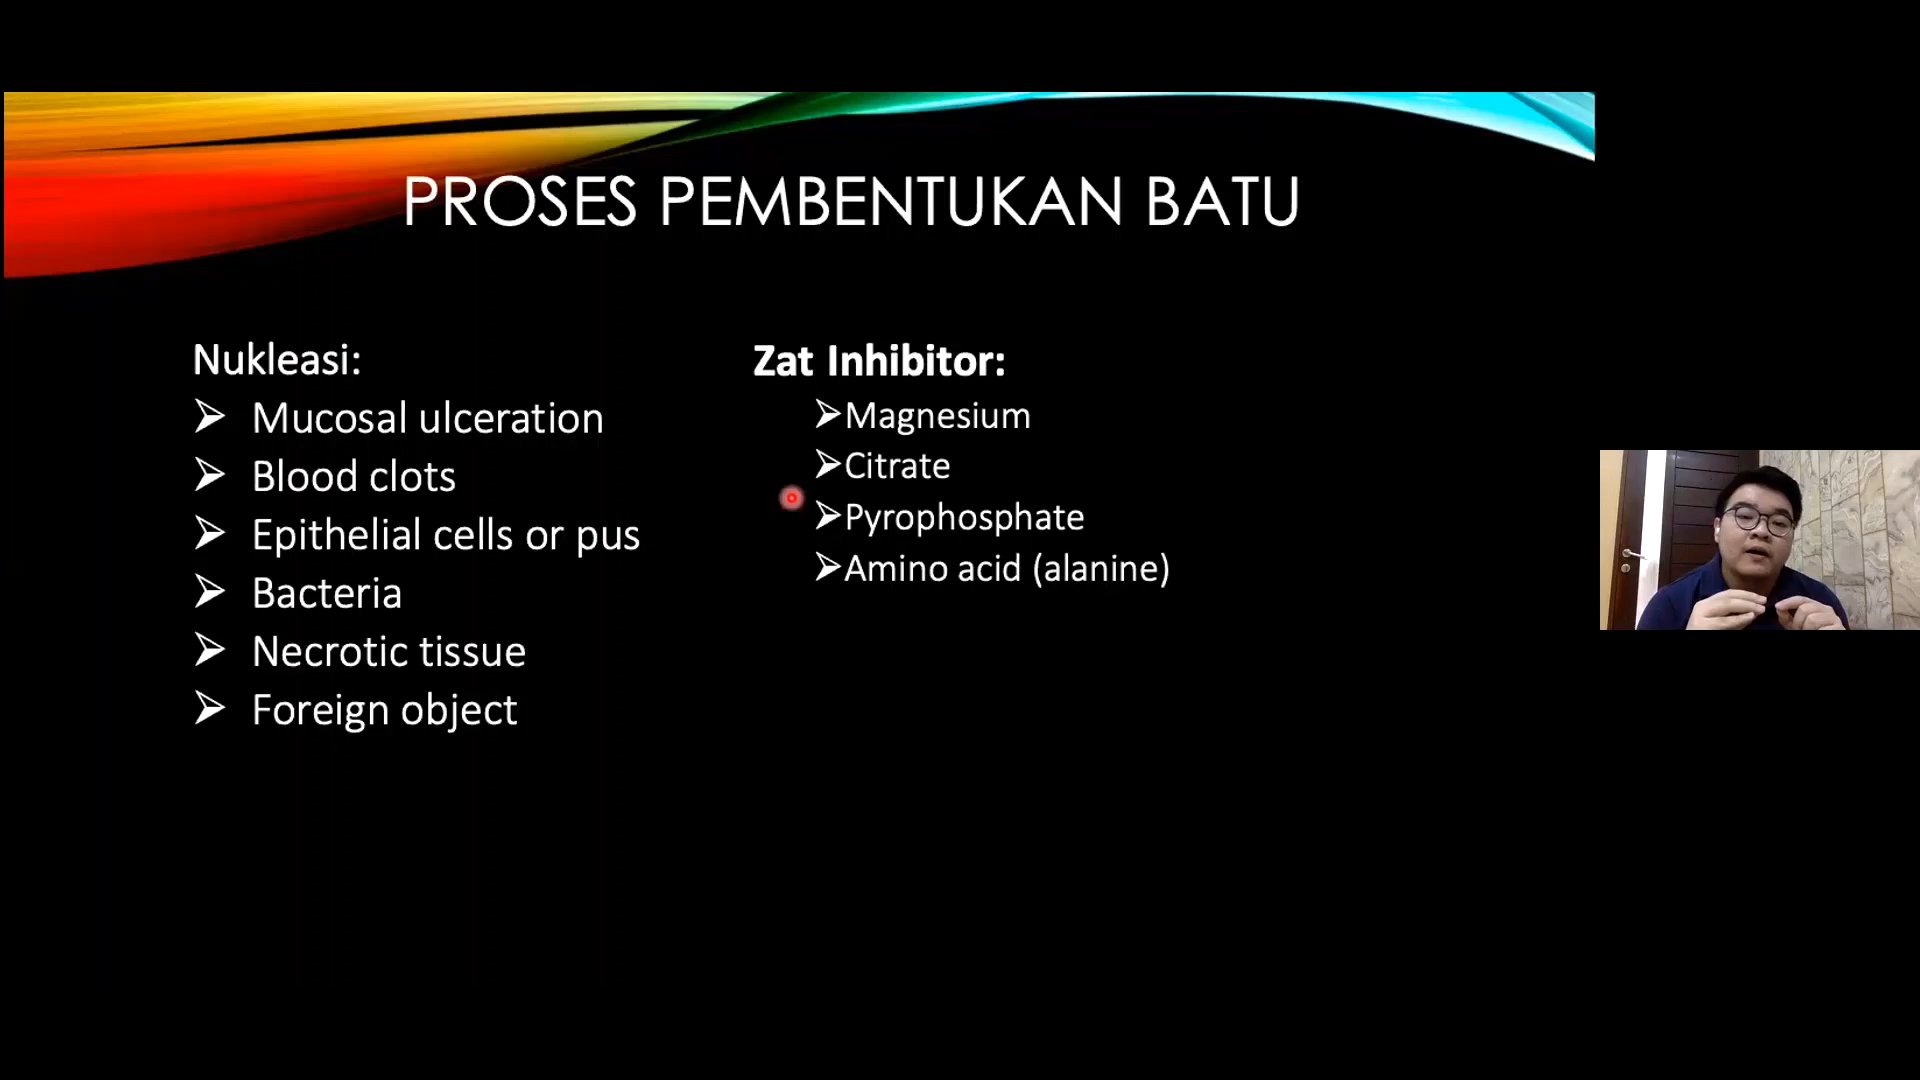 PROSES PEMBENTUKAN BATU
Nukleasi:
➢ Mucosal ulceration
➢ Blood clots
➢ Epithelial cells or pus
➢ Bacteria
➢ Necrotic tissue
➢ Foreign object
Zat Inhibitor:
➢Magnesium
➢Citrate
➢Pyrophosphate
➢Amino acid (alanine)